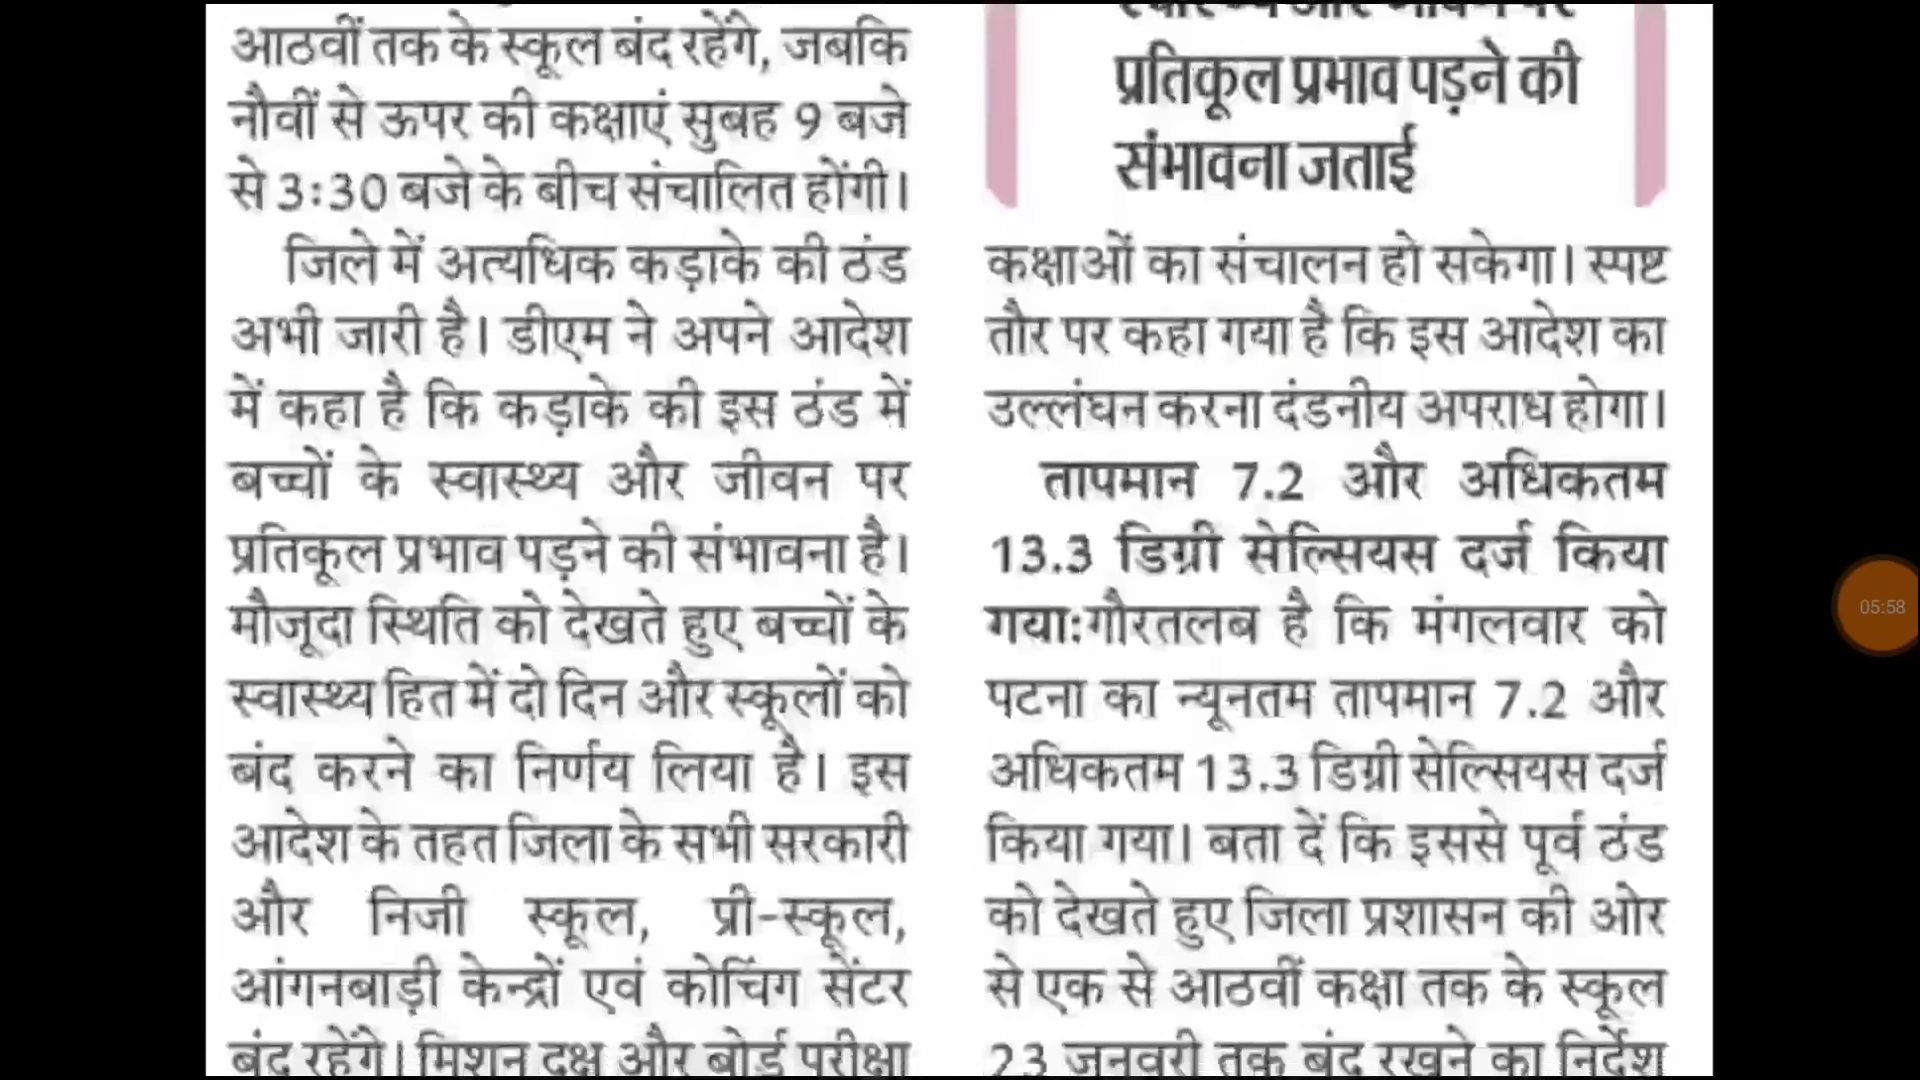 आठवीं तक के स्कूल बंद रहेंगे, जबकि
नौवीं से ऊपर की कक्षाएं सुबह 9 बजे
से 3:30 बजे के बीच संचालित होंगी।
जिले में अत्यधिक कड़ाके की ठंड
अभी जारी है। डीएम ने अपने आदेश
में कहा है कि कड़ाके की इस ठंड में
बच्चों के स्वास्थ्य और जीवन पर
प्रतिकूल प्रभाव पड़ने की संभावना है।
मौजूदा स्थिति को देखते हुए बच्चों के
स्वास्थ्य हित में दो दिन और स्कूलों को
बंद करने का निर्णय लिया है। इस
आदेश के तहत जिला के सभी सरकारी
और निजी स्कूल, प्री-स्कूल,
आंगनबाड़ी केन्द्रों एवं कोचिंग सेंटर
बंद रहेंगे। मिशन दक्ष और बोर्ड परीक्षा
स्वास्थ्य और जीवन पर
प्रतिकूल प्रभाव पड़ने की
संभावना जताई
कक्षाओं का संचालन हो सकेगा। स्पष्ट
तौर पर कहा गया है कि इस आदेश का
उल्लंघन करना दंडनीय अपराध होगा।
तापमान 7.2 और अधिकतम
13.3 डिग्री सेल्सियस दर्ज किया
गया:गौरतलब है कि मंगलवार को
पटना का न्यूनतम तापमान 7.2 और
अधिकतम 13.3 डिग्री सेल्सियस दर्ज
किया गया। बता दें कि इससे पूर्व ठंड
को देखते हुए जिला प्रशासन की ओर
से एक से आठवीं कक्षा तक के स्कूल
23 जनवरी तक बंद रखने का निर्देश
05:58